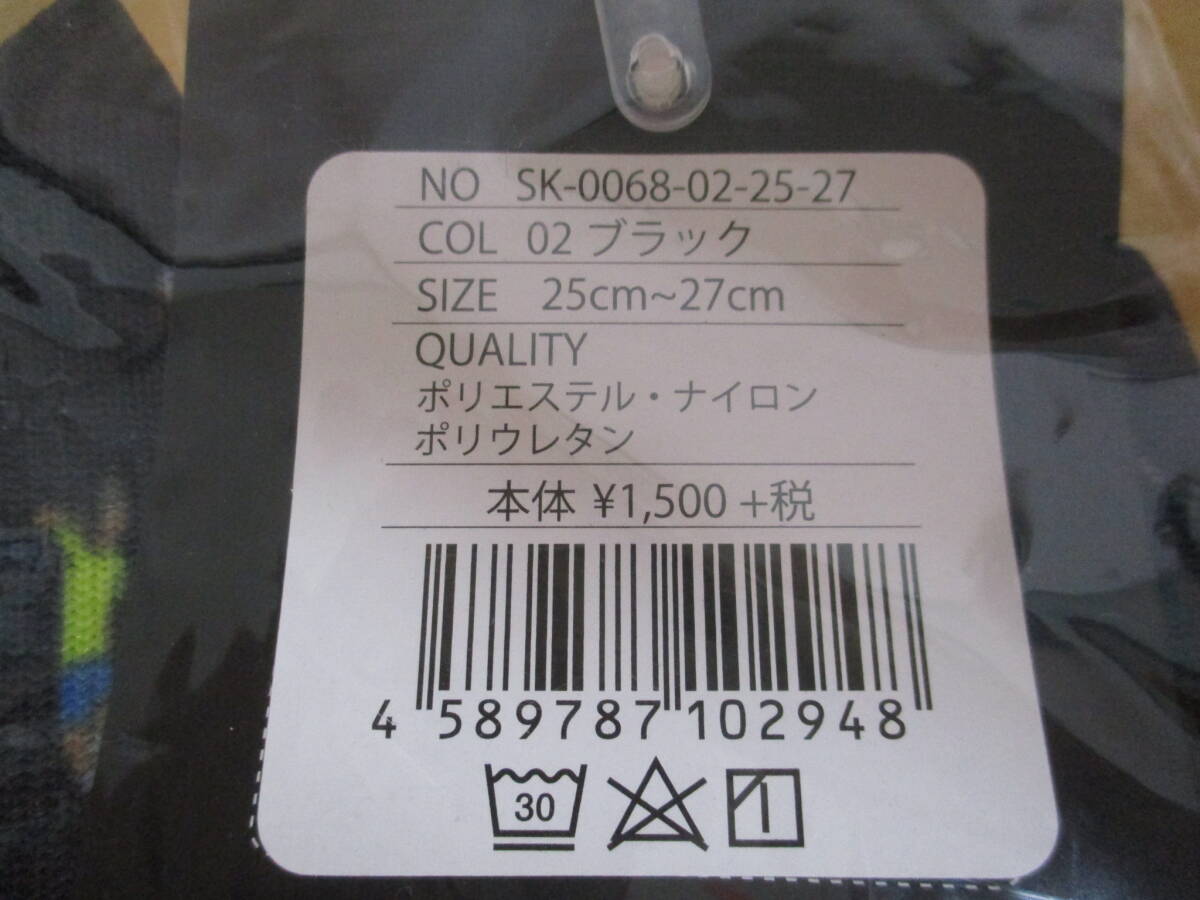 NO SK-0068-02-25-27
COL 02 ブラック
SIZE 25cm~27cm
QUALITY
ポリエステル・ナイロン
ポリウレタン
本体 ¥1,500 +税
4 589787 102948
30